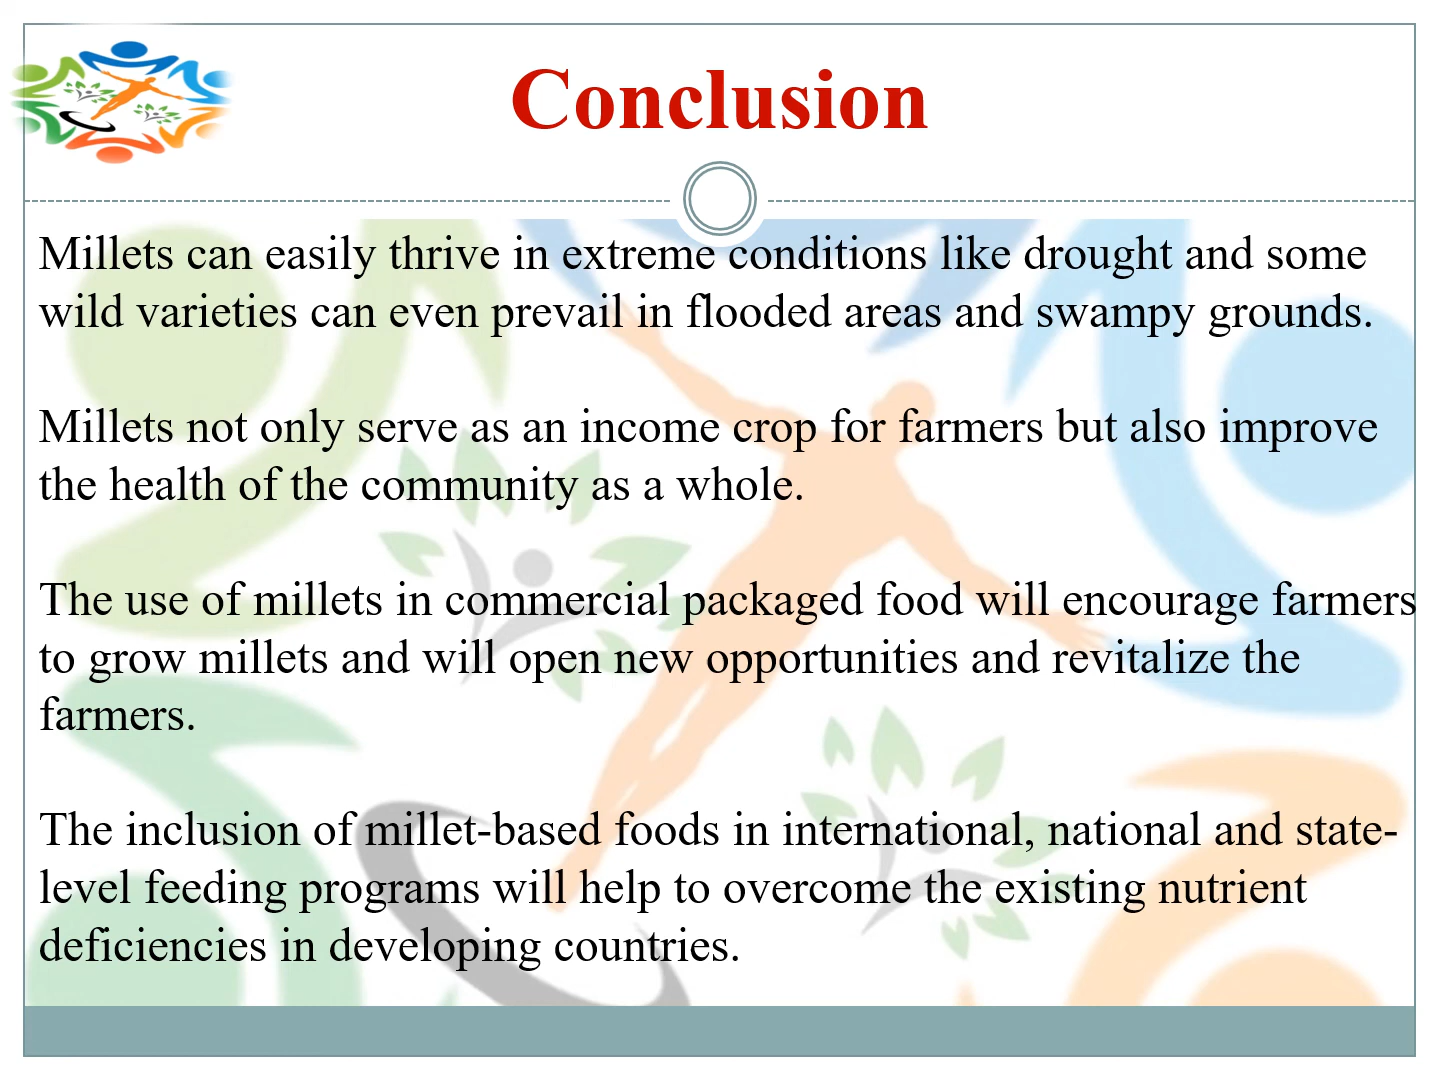 Conclusion
Millets can easily thrive in extreme conditions like drought and some
wild varieties can even prevail in flooded areas and swampy grounds.
Millets not only serve as an income crop for farmers but also improve
the health of the community as a whole.
The use of millets in commercial packaged food will encourage farmers
to grow millets and will open new opportunities and revitalize the
farmers.
The inclusion of millet-based foods in international, national and state-
level feeding programs will help to overcome the existing nutrient
deficiencies in developing countries.